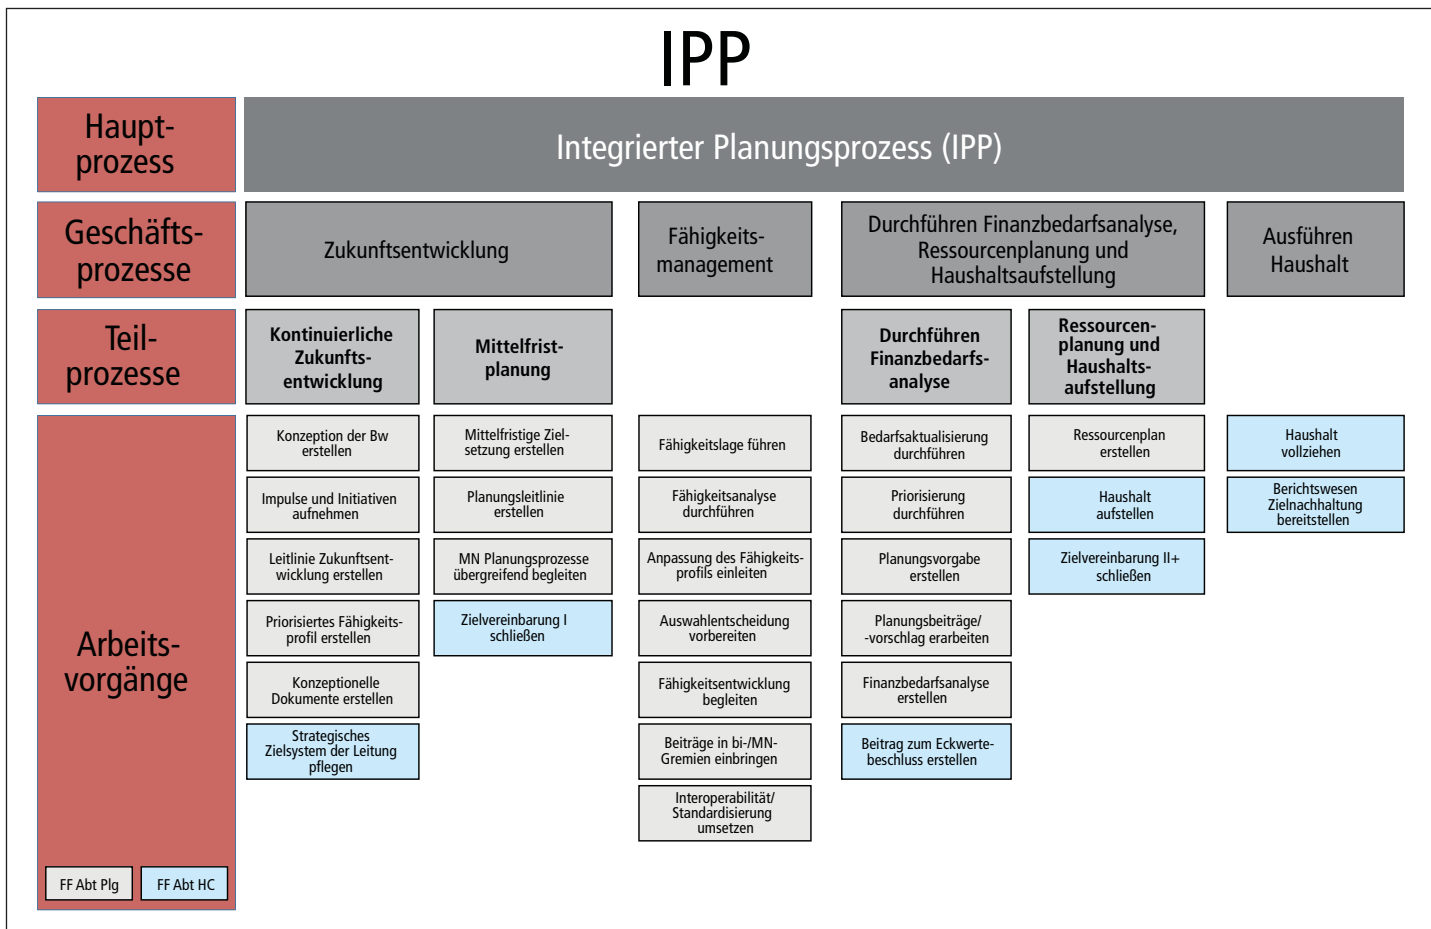 IPP
Haupt-
prozess
Integrierter Planungsprozess (IPP)
Geschäfts-
prozesse
Zukunftsentwicklung
Fähigkeits-
management
Durchführen Finanzbedarfsanalyse,
Ressourcenplanung und
Haushaltsaufstellung
Ausführen
Haushalt
Teil-
prozesse
Kontinuierliche
Zukunfts-
entwicklung
Mittelfrist-
planung
Durchführen
Finanzbedarfs-
analyse
Ressourcen-
planung und
Haushalts-
aufstellung
Arbeits-
vorgänge
Konzeption der Bw
erstellen
Impulse und Initiativen
aufnehmen
Leitlinie Zukunftsent-
wicklung erstellen
Priorisiertes Fähigkeits-
profil erstellen
Konzeptionelle
Dokumente erstellen
Strategisches
Zielsystem der Leitung
pflegen
Mittelfristige Ziel-
setzung erstellen
Planungsleitlinie
erstellen
MN Planungsprozesse
übergreifend begleiten
Zielvereinbarung I
schließen
Fähigkeitslage führen
Fähigkeitsanalyse
durchführen
Anpassung des Fähigkeits-
profils einleiten
Auswahlentscheidung
vorbereiten
Fähigkeitsentwicklung
begleiten
Beiträge in bi-/MN-
Gremien einbringen
Interoperabilität/
Standardisierung
umsetzen
Bedarfsaktualisierung
durchführen
Priorisierung
durchführen
Planungsvorgabe
erstellen
Planungsbeiträge/
-vorschlag erarbeiten
Finanzbedarfsanalyse
erstellen
Beitrag zum Eckwerte-
beschluss erstellen
Ressourcenplan
erstellen
Haushalt
aufstellen
Zielvereinbarung II+
schließen
Haushalt
vollziehen
Berichtswesen
Zielnachhaltung
bereitstellen
FF Abt Plg
FF Abt HC